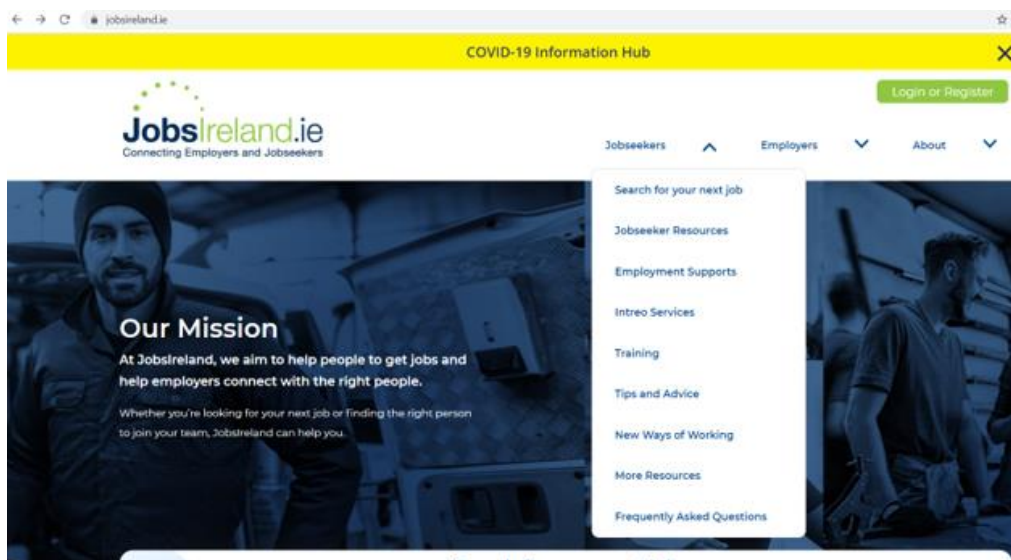 jobsireland.ie
COVID-19 Information Hub
Login or Register
JobsIreland.ie
Connecting Employers and Jobseekers
Jobseekers
Employers
About
Search for your next job
Jobseeker Resources
Employment Supports
Intreo Services
Training
Tips and Advice
New Ways of Working
More Resources
Frequently Asked Questions
Our Mission
At JobsIreland, we aim to help people to get jobs and
help employers connect with the right people.
Whether you're looking for your next job or finding the right person
to join your team, JobsIreland can help you.